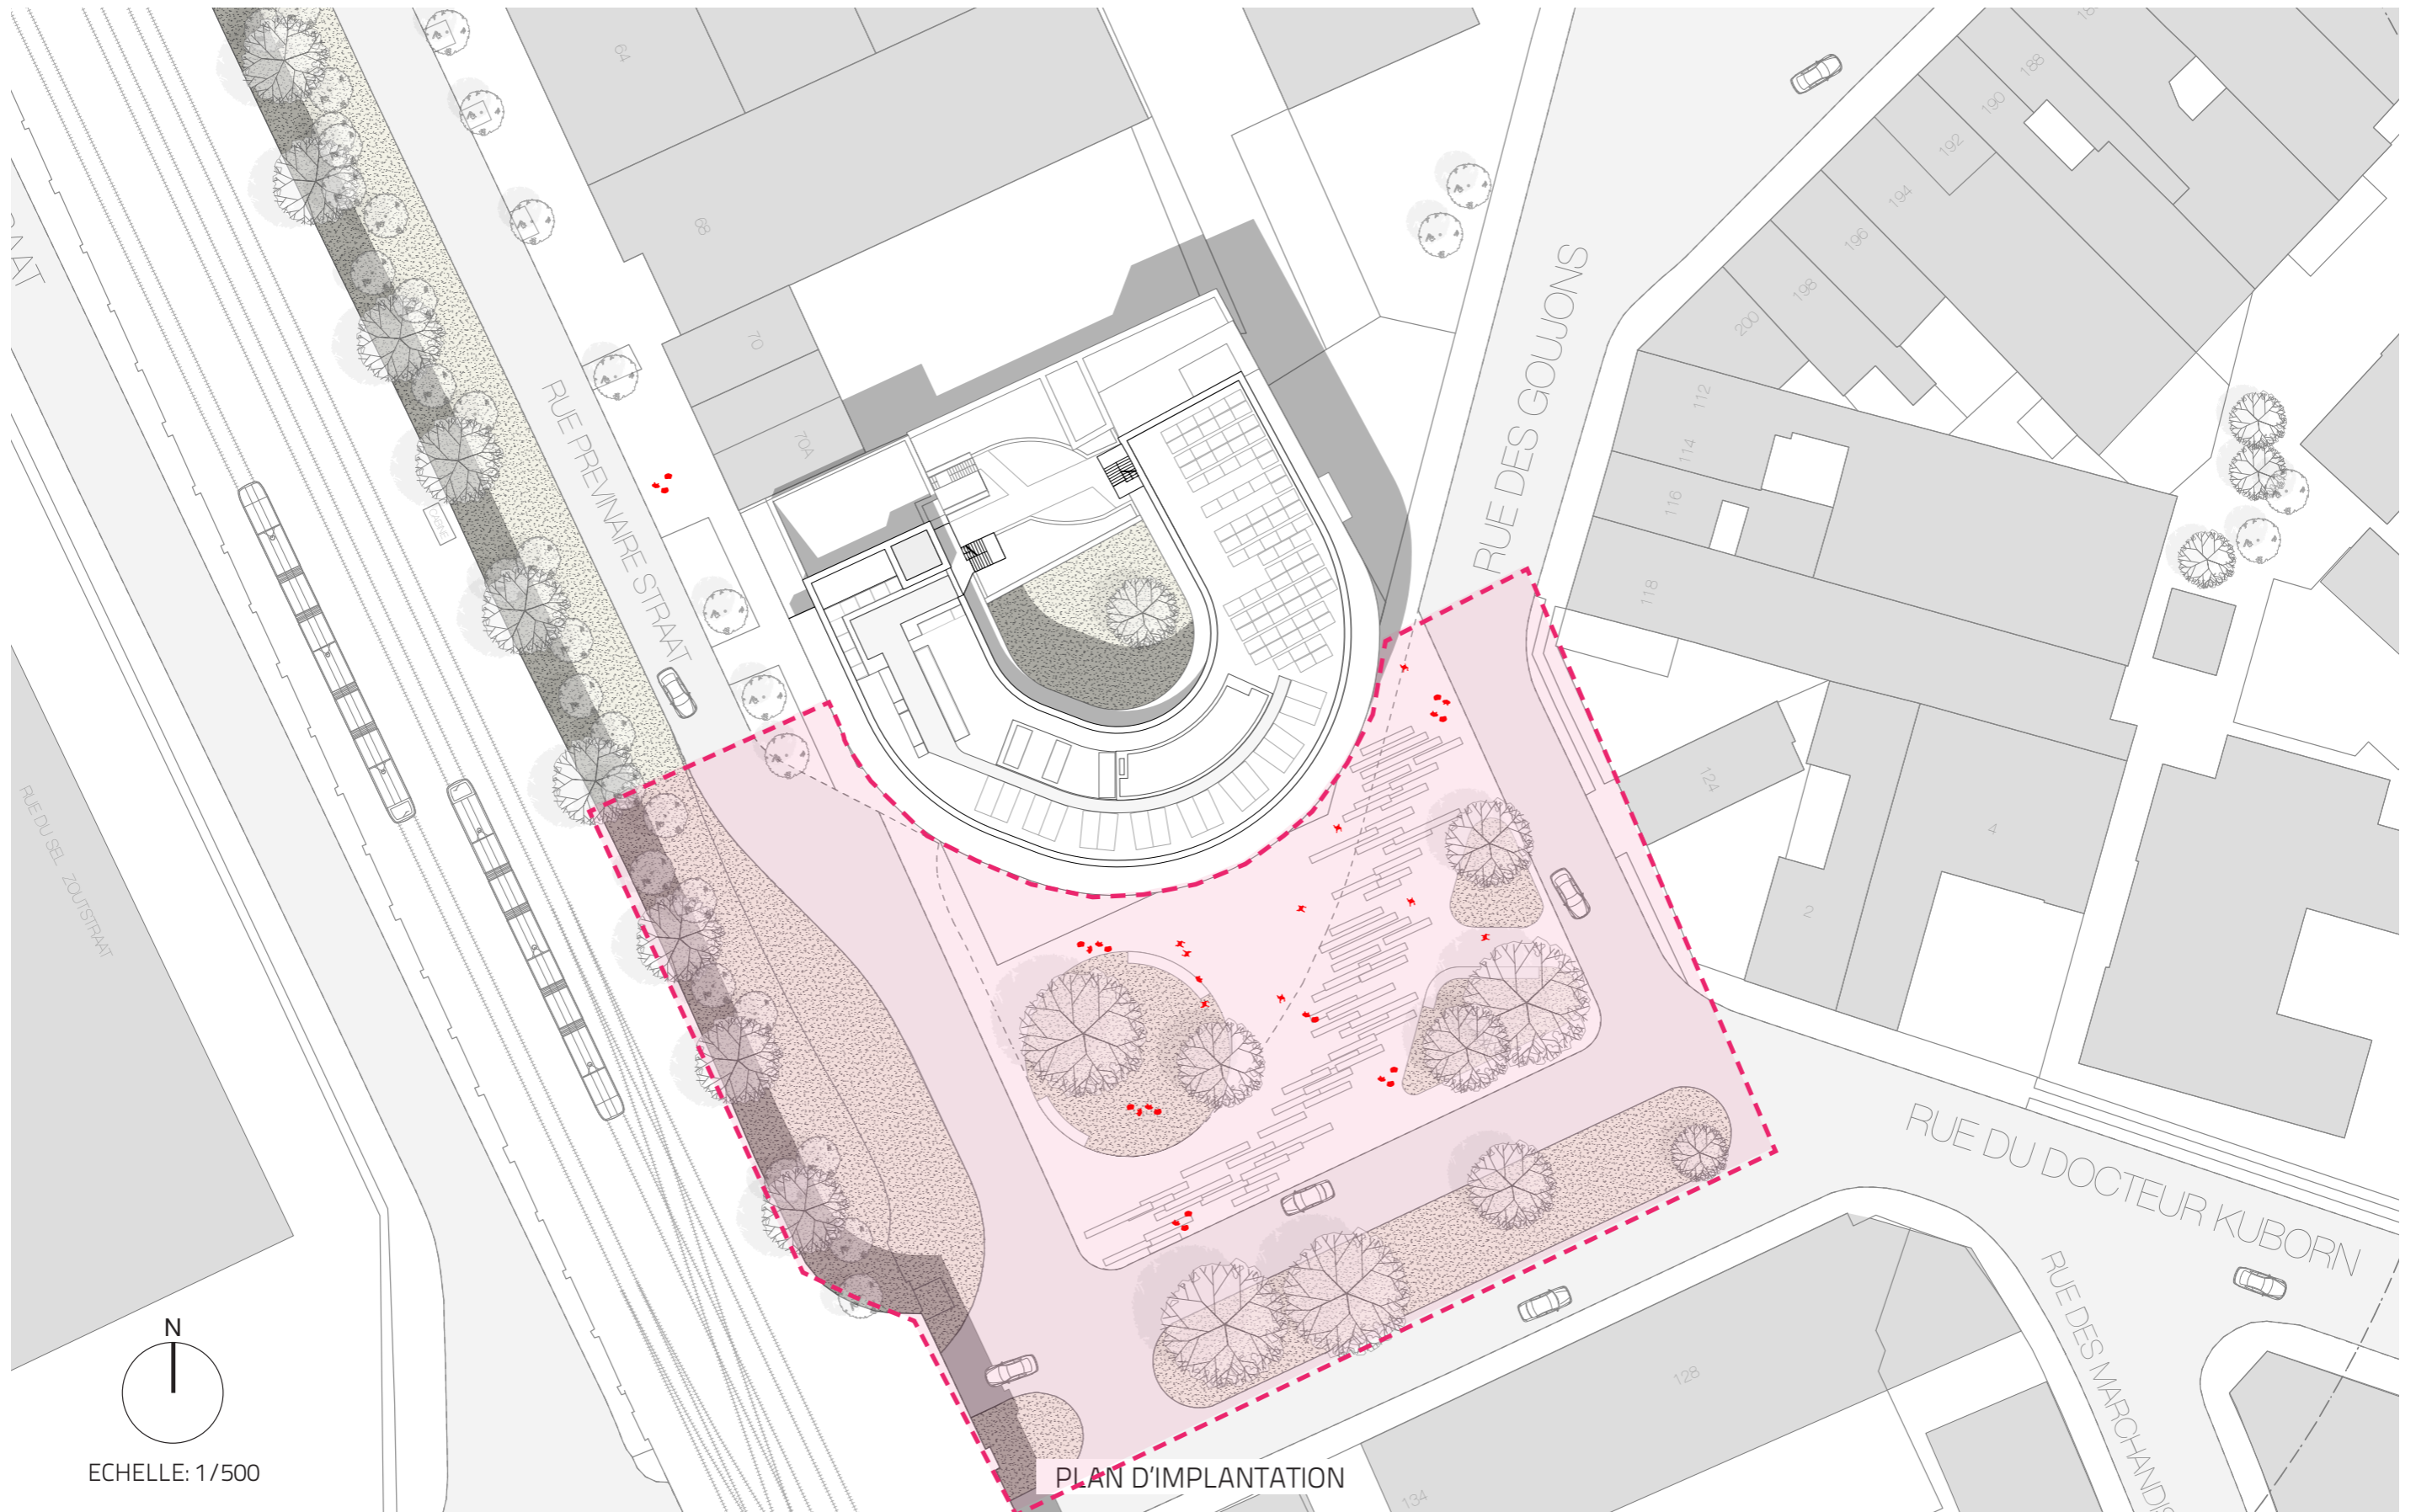 64
188
190
192
194
196
198
200
68
70
70A
112
114
116
118
124
2
4
128
134
RUE PREVINAIRE STRAAT
RUE DES GOUJONS
RUE DU SEL ZOUTSTRAAT
RUE DU DOCTEUR KUBORN
RUE DES MARCHANDIS
N
ECHELLE: 1/500
PLAN D'IMPLANTATION